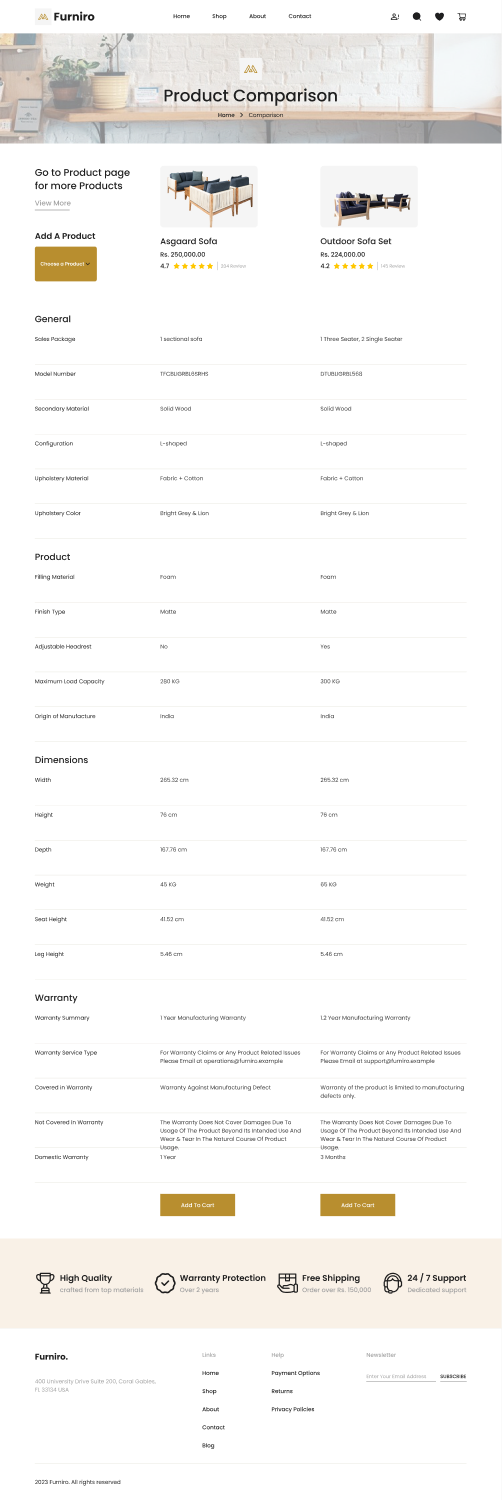 Furniro
Home
Shop
About
Contact
Product Comparison
Home > Comparison
Go to Product page
for more Products
View More
Asgaard Sofa
Rs. 250,000.00
4.7
Outdoor Sofa Set
Rs. 224,000.00
4.2
Add A Product
Choose a Product
General
Sales Package
1 sectional sofa
1 Three Seater, 2 Single Seater
Model Number
Secondary Material
Solid Wood
Solid Wood
Configuration
L-shaped
L-shaped
Upholstery Material
Fabric + Cotton
Fabric + Cotton
Upholstery Color
Bright Grey & Lion
Bright Grey & Lion
Product
Filling Material
Foam
Foam
Finish Type
Matte
Matte
Adjustable Headrest
No
Yes
Maximum Load Capacity
280 KG
300 KG
Origin of Manufacture
India
India
Dimensions
Width
265.32 cm
265.32 cm
Height
76 cm
76 cm
Depth
167.76 cm
167.76 cm
Weight
45 KG
65 KG
Seat Height
41.52 cm
41.52 cm
Leg Height
5.46 cm
5.46 cm
Warranty
Warranty Summary
1 Year Manufacturing Warranty
1.2 Year Manufacturing Warranty
Warranty Service Type
For Warranty Claims or Any Product Related Issues
Please Email at operations@furniro.example
For Warranty Claims or Any Product Related Issues
Please Email at support@furniro.example
Covered in Warranty
Warranty Against Manufacturing Defect
Warranty of the product is limited to manufacturing
defects only.
Not Covered in Warranty
The Warranty Does Not Cover Damages Due To
Usage Of The Product Beyond Its Intended Use And
Wear & Tear In The Natural Course Of Product
Usage.
The Warranty Does Not Cover Damages Due To
Usage Of The Product Beyond Its Intended Use And
Wear & Tear In The Natural Course Of Product
Usage.
Domestic Warranty
1 Year
3 Months
Add To Cart
Add To Cart
High Quality
crafted from top materials
Warranty Protection
Over 2 years
Free Shipping
Order over Rs. 150,000
24 / 7 Support
Dedicated support
Furniro.
400 University Drive Suite 200, Coral Gables,
FL 33134 USA
Links
Home
Shop
About
Contact
Blog
Help
Payment Options
Returns
Privacy Policies
Newsletter
Enter Your Email Address
SUBSCRIBE
2023 Furniro. All rights reserved